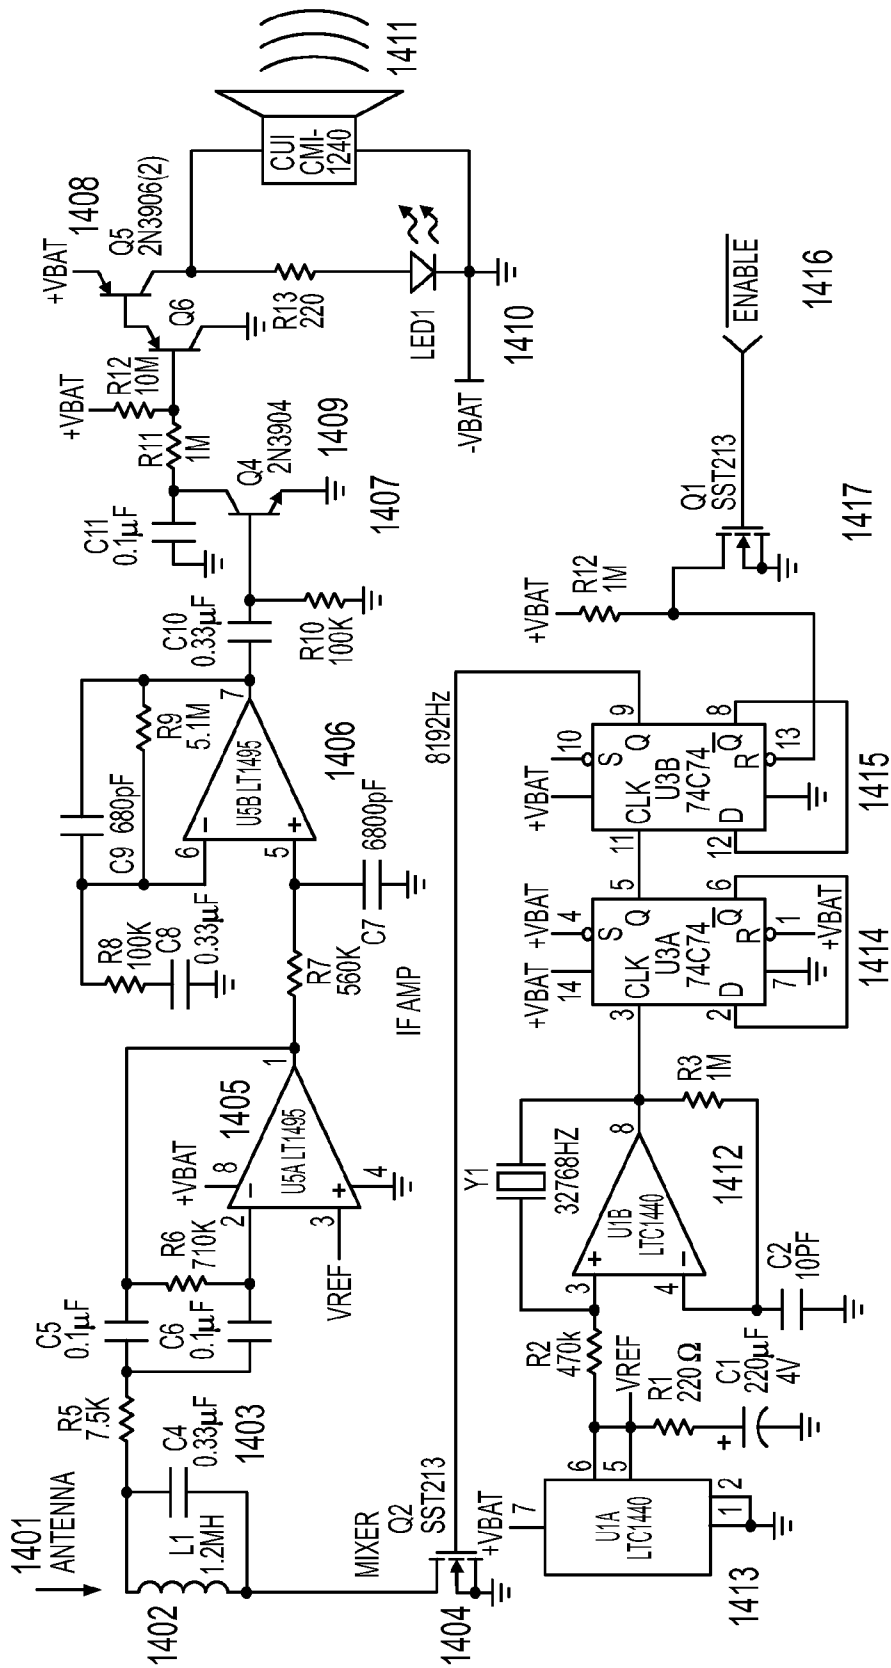 1401
ANTENNA
1402
L1
1.2MH
C4
0.33µF
1403
R5
7.5K
C5
0.1µF
C6
0.1µF
R6
710K
+VBAT
8
2
3
VREF
4
1
U5A LT1495
1405
IF AMP
R7
560K
C7
6800pF
R8
100K
C8
0.33µF
C9
680pF
R9
5.1M
6
5
7
U5B LT1495
1406
C10
0.33µF
R10
100K
1407
C11
0.1µF
Q4
2N3904
1409
R11
1M
R12
10M
+VBAT
Q6
Q5
2N3906(2)
+VBAT
1408
R13
220
LED1
1410
-VBAT
CUI
CMI-
1240
1411
MIXER
Q2
SST213
1404
8192Hz
+VBAT
7
6
5
1
2
U1A
LTC1440
1413
VREF
R1
220Ω
C1
220µF
4V
+
R2
470k
3
4
+
-
U1B
LTC1440
8
1412
Y1
32768HZ
C2
10PF
R3
1M
+VBAT
14
+VBAT
4
3
CLK
S
Q
5
U3A
74C74
2
D
R
Q
6
7
1
+VBAT
1414
+VBAT
10
11
CLK
S
Q
9
U3B
74C74
12
D
R
Q
8
13
1415
+VBAT
R12
1M
Q1
SST213
1417
ENABLE
1416